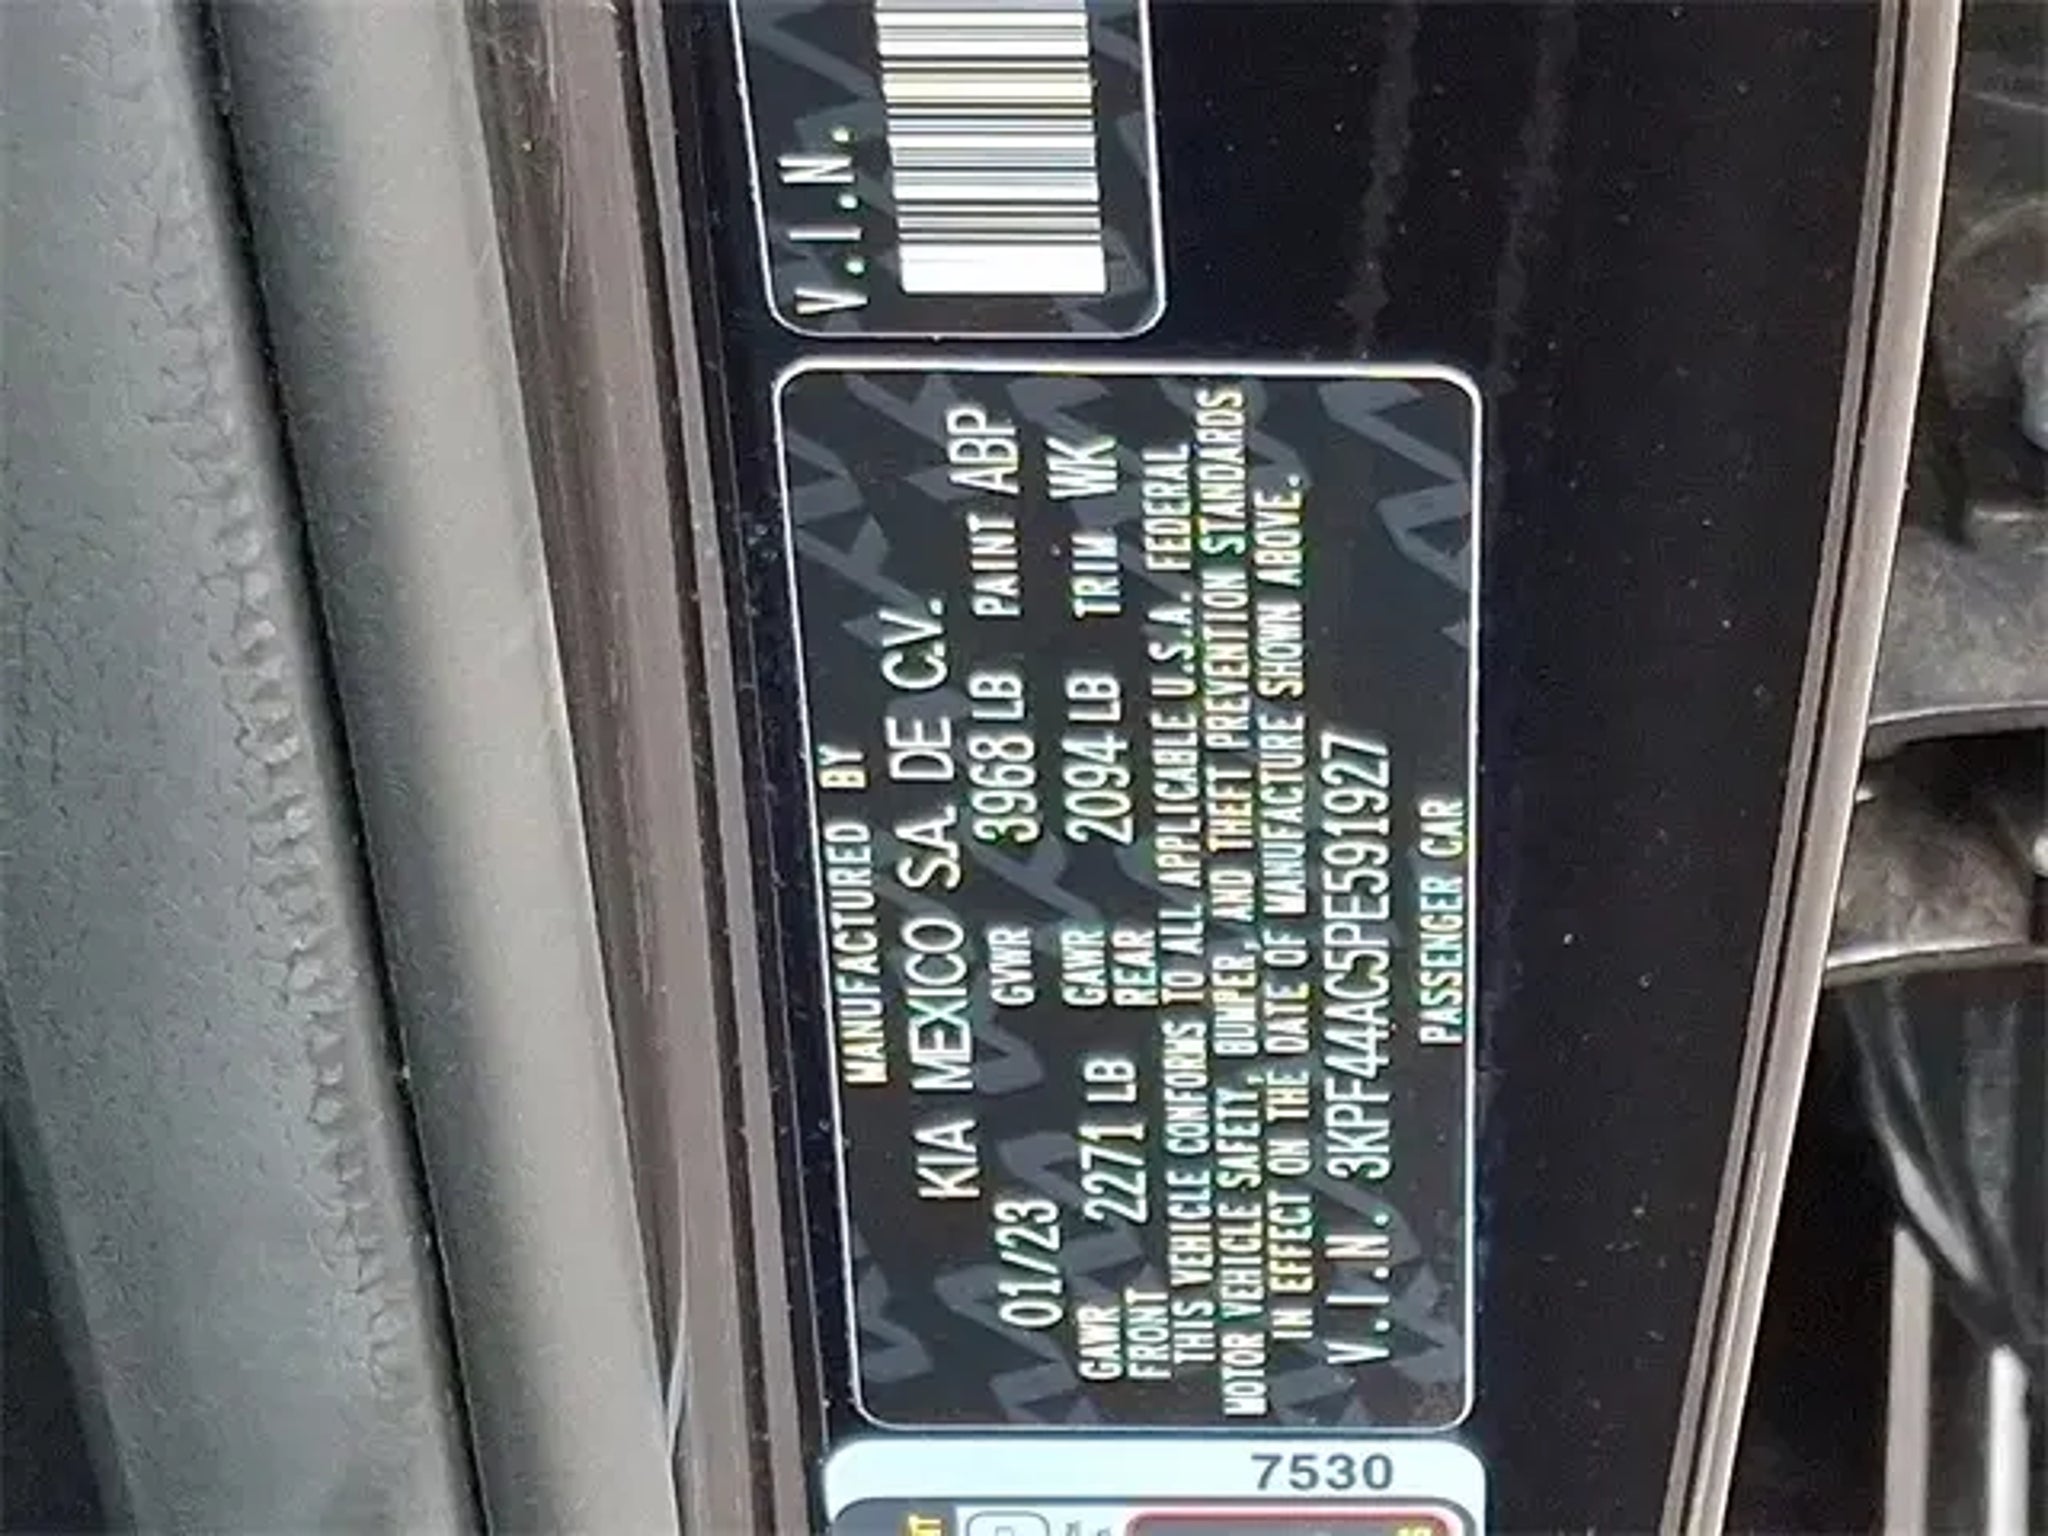 V.I.N.
MANUFACTURED BY
KIA MEXICO S.A. DE C.V.
01/23 GVWR 3968 LB PAINT ABP
GAWR FRONT 2271 LB GAWR REAR 2094 LB TRIM WK
THIS VEHICLE CONFORMS TO ALL APPLICABLE U.S.A. FEDERAL
MOTOR VEHICLE SAFETY, BUMPER, AND THEFT PREVENTION STANDARDS
IN EFFECT ON THE DATE OF MANUFACTURE SHOWN ABOVE.
V.I.N. 3KPF44AC5PE591927
PASSENGER CAR
7530